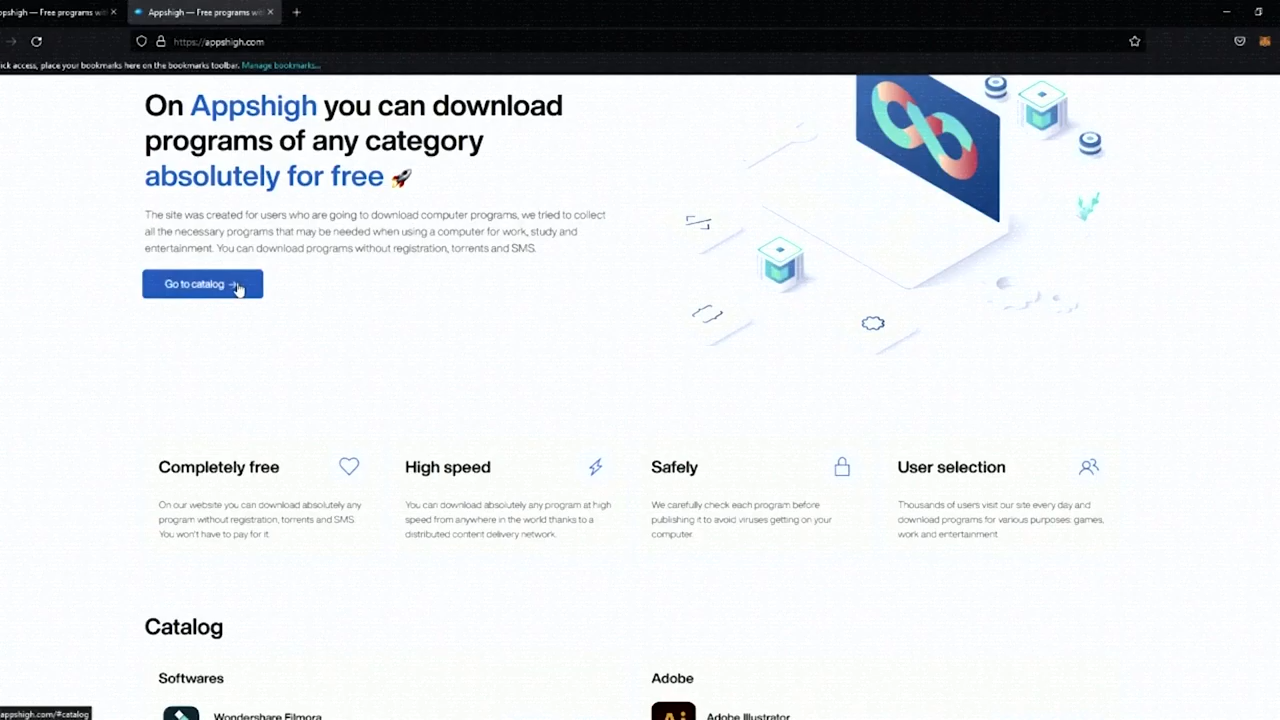 ppshigh — Free programs wit
Appshigh — Free programs wit
https://appshigh.com
ick access, place your bookmarks here on the bookmarks toolbar. Manage bookmarks...
On Appshigh you can download
programs of any category
absolutely for free
The site was created for users who are going to download computer programs, we tried to collect
all the necessary programs that may be needed when using a computer for work, study and
entertainment. You can download programs without registration, torrents and SMS.
Go to catalog →
Completely free
On our website you can download absolutely any
program without registration, torrents and SMS.
You won't have to pay for it.
High speed
You can download absolutely any program at high
speed from anywhere in the world thanks to a
distributed content delivery network.
Safely
We carefully check each program before
publishing it to avoid viruses getting on your
computer.
User selection
Thousands of users visit our site every day and
download programs for various purposes: games,
work and entertainment
Catalog
Softwares
Adobe
Wondershare Filmora
Ai
Adobe Illustrator
appshigh.com/#catalog